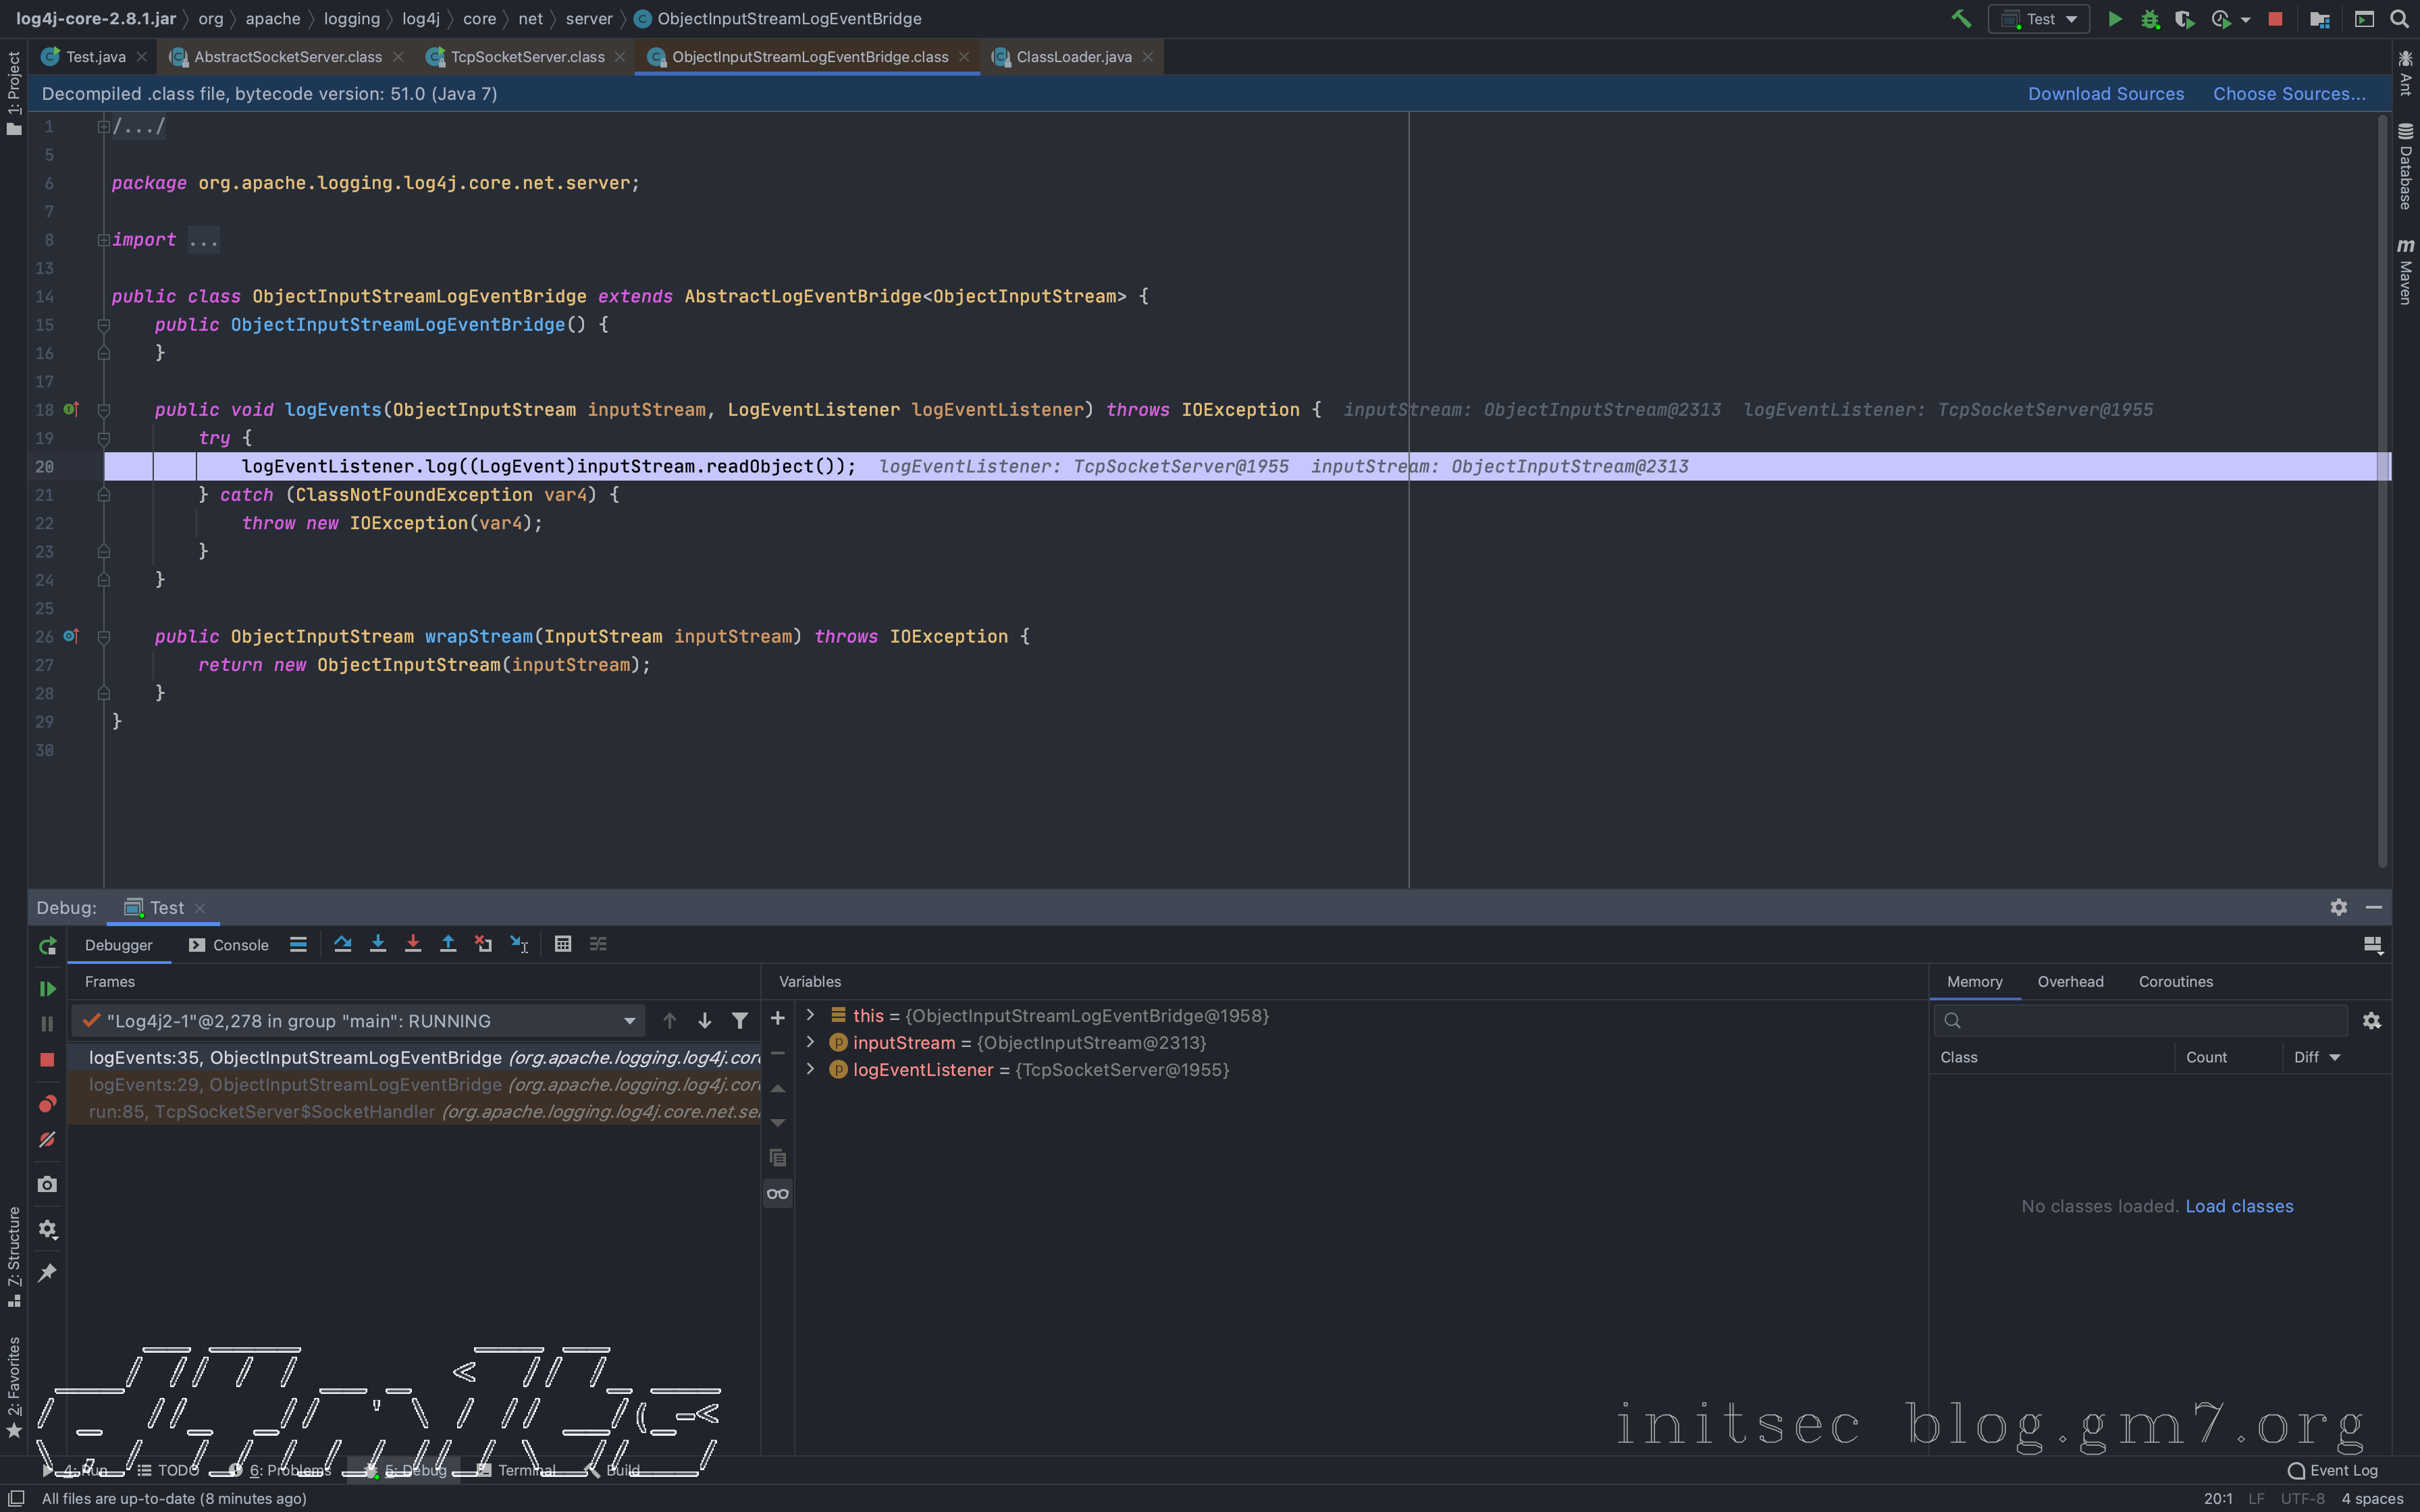 log4j-core-2.8.1.jar 〉 org 〉 apache 〉 logging 〉 log4j 〉 core 〉 net 〉 server 〉 ObjectInputStreamLogEventBridge
Test
Test.java
AbstractSocketServer.class
TcpSocketServer.class
ObjectInputStreamLogEventBridge.class
ClassLoader.java
Decompiled .class file, bytecode version: 51.0 (Java 7)
Download Sources
Choose Sources...
1: Project
7: Structure
2: Favorites
Ant
Database
Maven
1 /.../
5
6 package org.apache.logging.log4j.core.net.server;
7
8 import ...
13
14 public class ObjectInputStreamLogEventBridge extends AbstractLogEventBridge<ObjectInputStream> {
15 public ObjectInputStreamLogEventBridge() {
16 }
17
18 public void logEvents(ObjectInputStream inputStream, LogEventListener logEventListener) throws IOException { inputStream: ObjectInputStream@2313 logEventListener: TcpSocketServer@1955
19 try {
20 logEventListener.log((LogEvent)inputStream.readObject()); logEventListener: TcpSocketServer@1955 inputStream: ObjectInputStream@2313
21 } catch (ClassNotFoundException var4) {
22 throw new IOException(var4);
23 }
24 }
25
26 public ObjectInputStream wrapStream(InputStream inputStream) throws IOException {
27 return new ObjectInputStream(inputStream);
28 }
29 }
30
Debug: Test
Debugger
Console
Frames
Variables
Memory
Overhead
Coroutines
"Log4j2-1"@2,278 in group "main": RUNNING
logEvents:35, ObjectInputStreamLogEventBridge (org.apache.logging.log4j.core
logEvents:29, ObjectInputStreamLogEventBridge (org.apache.logging.log4j.core
run:85, TcpSocketServer$SocketHandler (org.apache.logging.log4j.core.net.se
this = {ObjectInputStreamLogEventBridge@1958}
inputStream = {ObjectInputStream@2313}
logEventListener = {TcpSocketServer@1955}
Class
Count
Diff
No classes loaded. Load classes
initsec blog.gm7.org
4: Run
TODO
6: Problems
5: Debug
Terminal
Build
Event Log
All files are up-to-date (8 minutes ago)
20:1 LF UTF-8 4 spaces